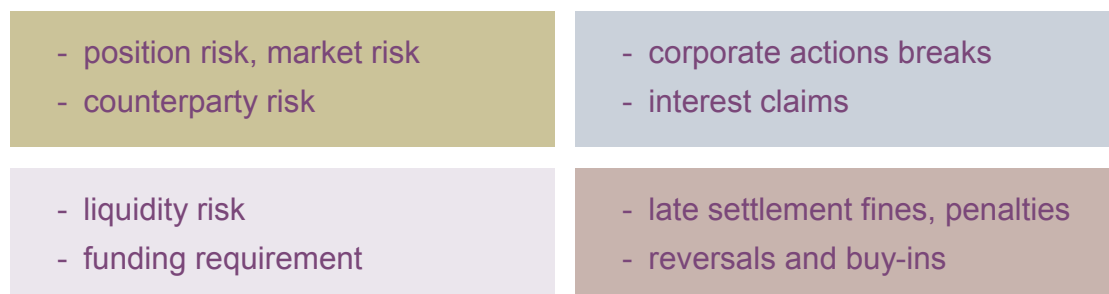 - position risk, market risk
- counterparty risk
- corporate actions breaks
- interest claims
- liquidity risk
- funding requirement
- late settlement fines, penalties
- reversals and buy-ins